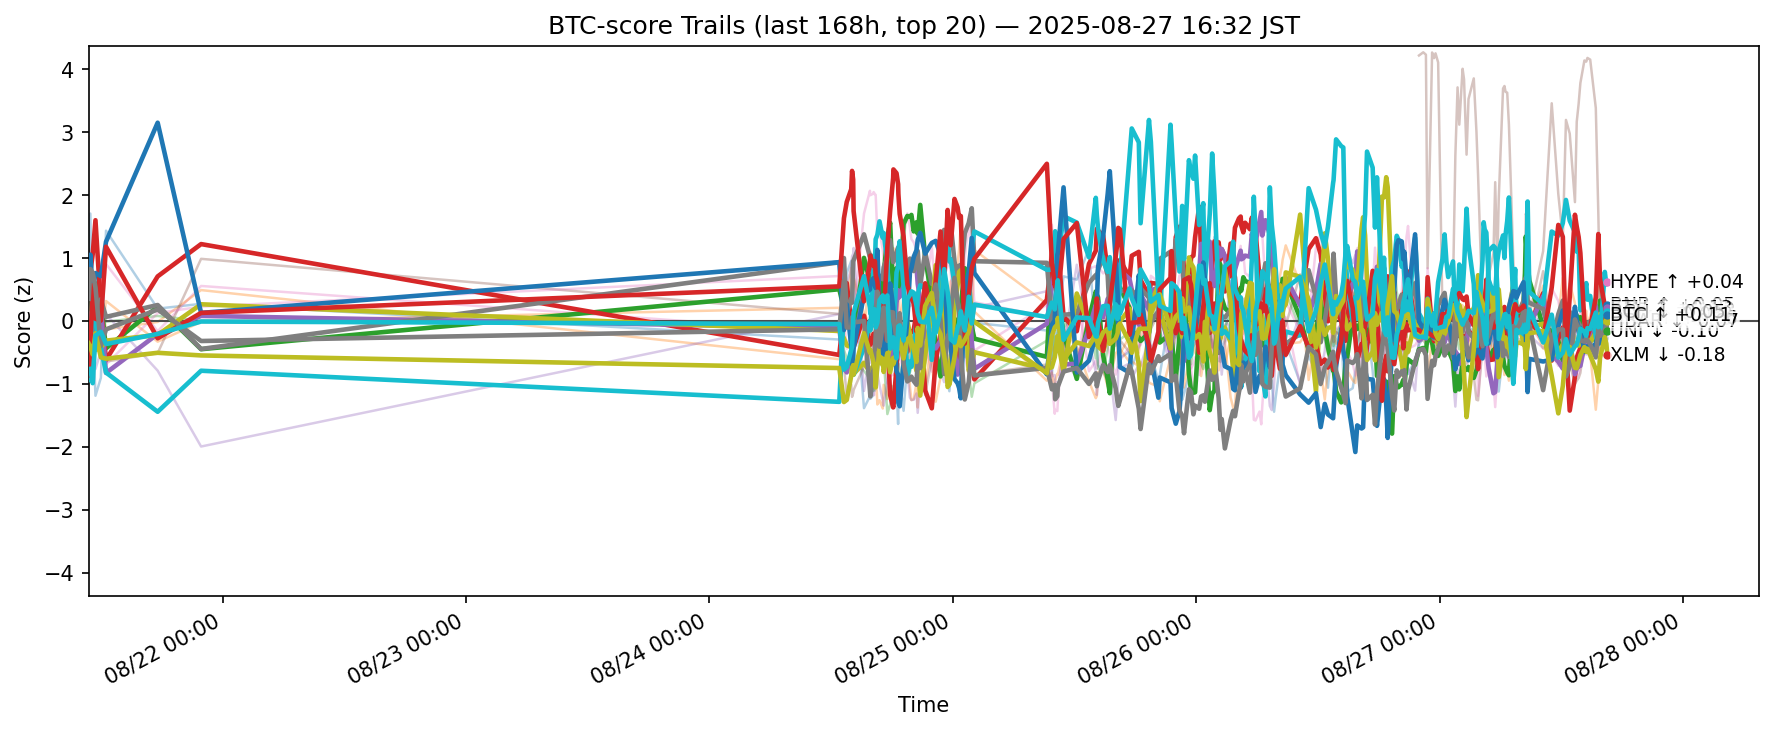 BTC-score Trails (last 168h, top 20) — 2025-08-27 16:32 JST
Score (z)
4
3
2
1
0
−1
−2
−3
−4
HYPE ↑ +0.04
BTC ↑ +0.11
UNI ↓ -0.10
XLM ↓ -0.18
08/22 00:00
08/23 00:00
08/24 00:00
08/25 00:00
08/26 00:00
08/27 00:00
08/28 00:00
Time